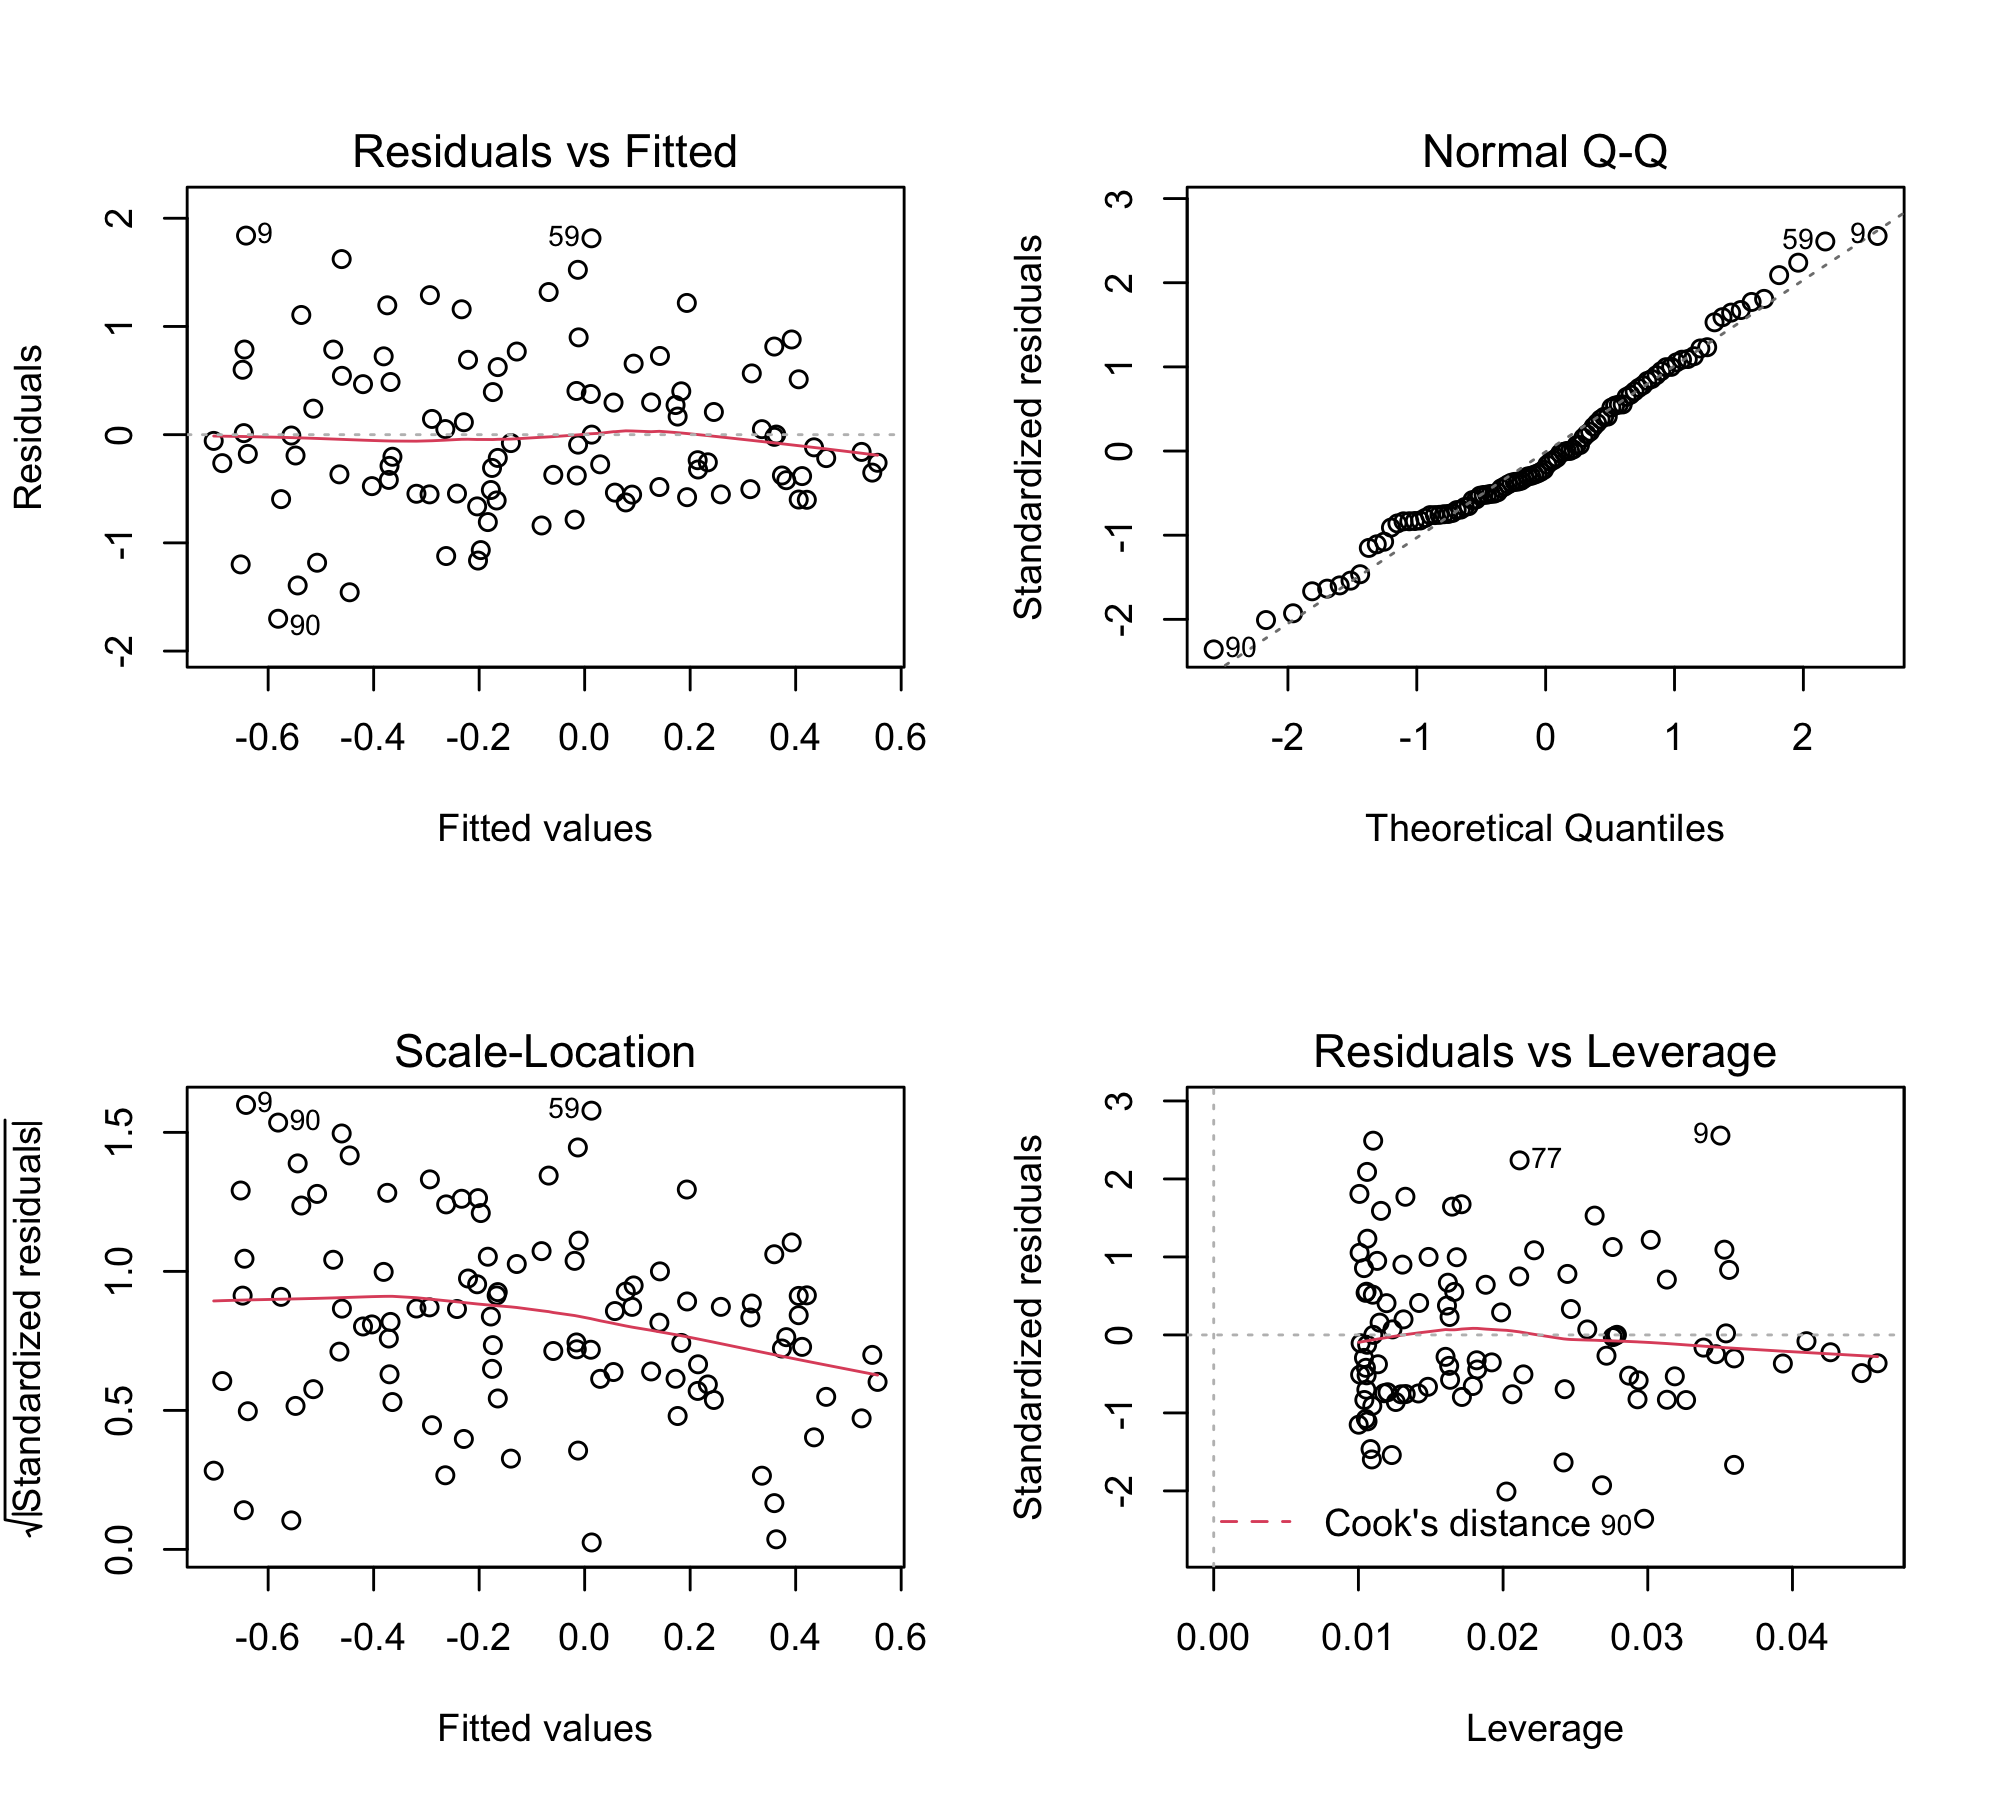 Residuals vs Fitted
Residuals
2
1
0
-1
-2
9
59
90
-0.6 -0.4 -0.2 0.0 0.2 0.4 0.6
Fitted values
Normal Q-Q
Standardized residuals
3
2
1
0
-1
-2
59
9
90
-2 -1 0 1 2
Theoretical Quantiles
Scale-Location
√|Standardized residuals|
1.5
1.0
0.5
0.0
9
90
59
-0.6 -0.4 -0.2 0.0 0.2 0.4 0.6
Fitted values
Residuals vs Leverage
Standardized residuals
3
2
1
0
-1
-2
77
9
Cook's distance
90
0.00 0.01 0.02 0.03 0.04
Leverage